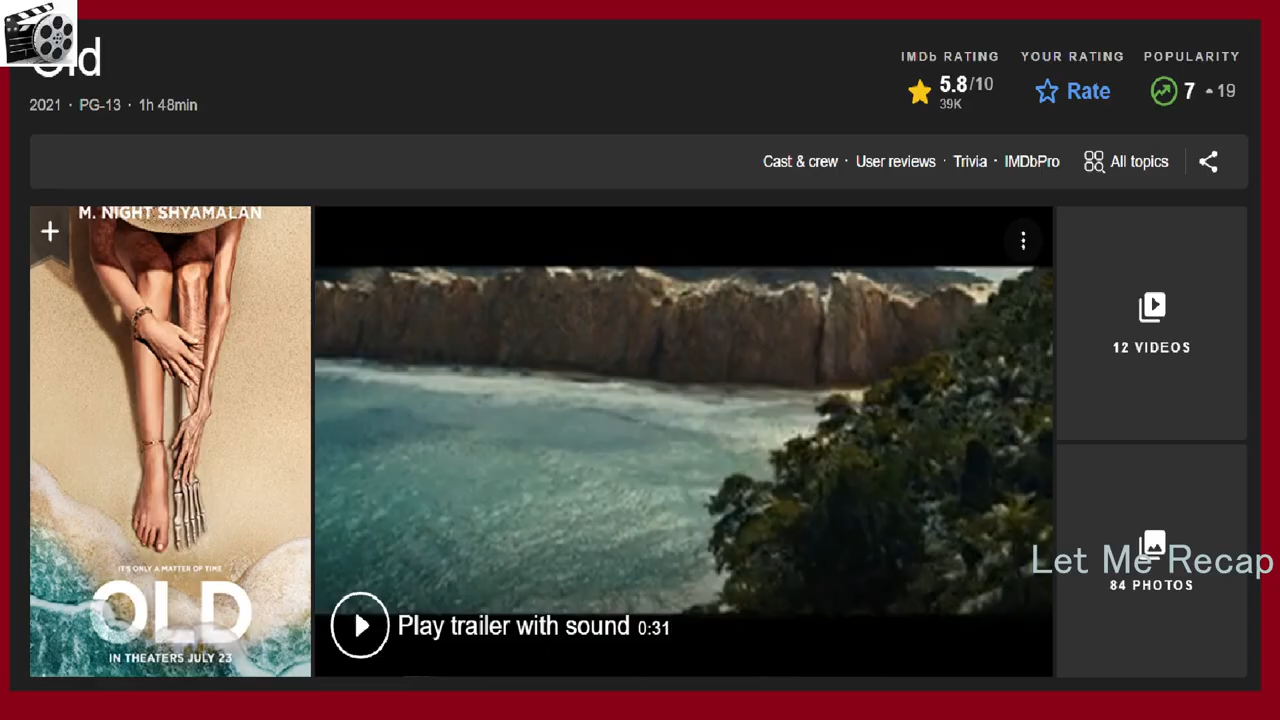 Old
2021 · PG-13 · 1h 48min
IMDb RATING
5.8/10
39K
YOUR RATING
Rate
POPULARITY
7
19
Cast & crew · User reviews · Trivia · IMDbPro
All topics
M. NIGHT SHYAMALAN
IT'S ONLY A MATTER OF TIME
OLD
IN THEATERS JULY 23
Play trailer with sound 0:31
12 VIDEOS
Let Me Recap
84 PHOTOS